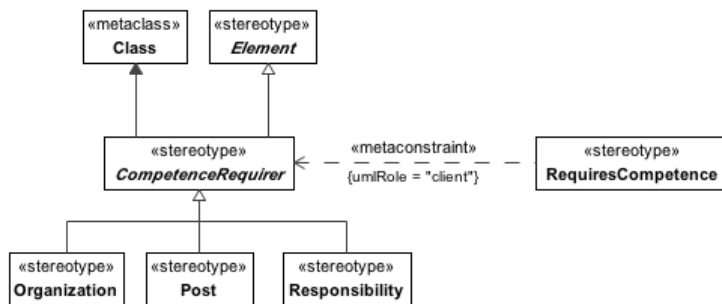 «metaclass»
Class
«stereotype»
Element
«stereotype»
CompetenceRequirer
«metaconstraint»
{umlRole = "client"}
«stereotype»
RequiresCompetence
«stereotype»
Organization
«stereotype»
Post
«stereotype»
Responsibility